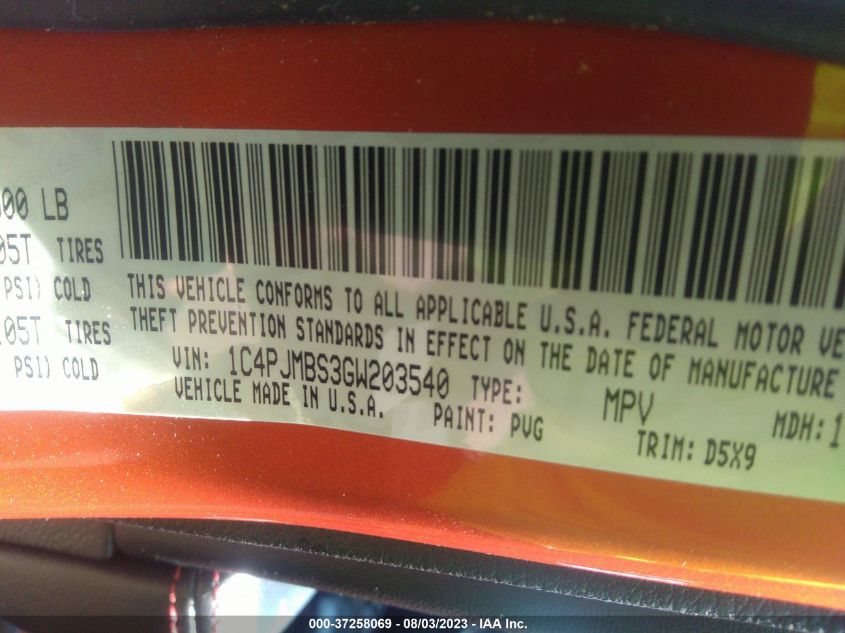 00 LB
05T TIRES
PSI) COLD
05T TIRES
PSI) COLD
THIS VEHICLE CONFORMS TO ALL APPLICABLE U.S.A. FEDERAL MOTOR VE
THEFT PREVENTION STANDARDS IN EFFECT ON THE DATE OF MANUFACTURE
VIN: 1C4PJMBS3GW203540 TYPE: MPV MDH: 1
VEHICLE MADE IN U.S.A. PAINT: PVG TRIM: D5X9
000-37258069 - 08/03/2023 - IAA Inc.